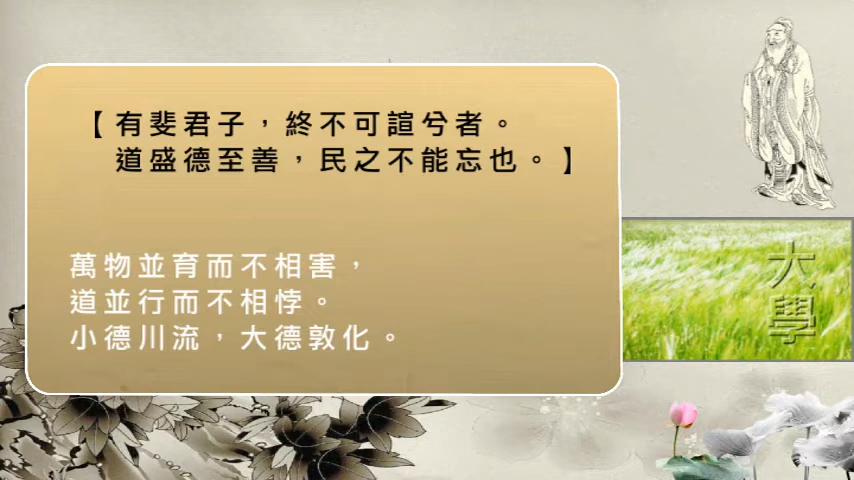 【有斐君子，終不可諠兮者。
道盛德至善，民之不能忘也。】
萬物並育而不相害，
道並行而不相悖。
小德川流，大德敦化。
大學